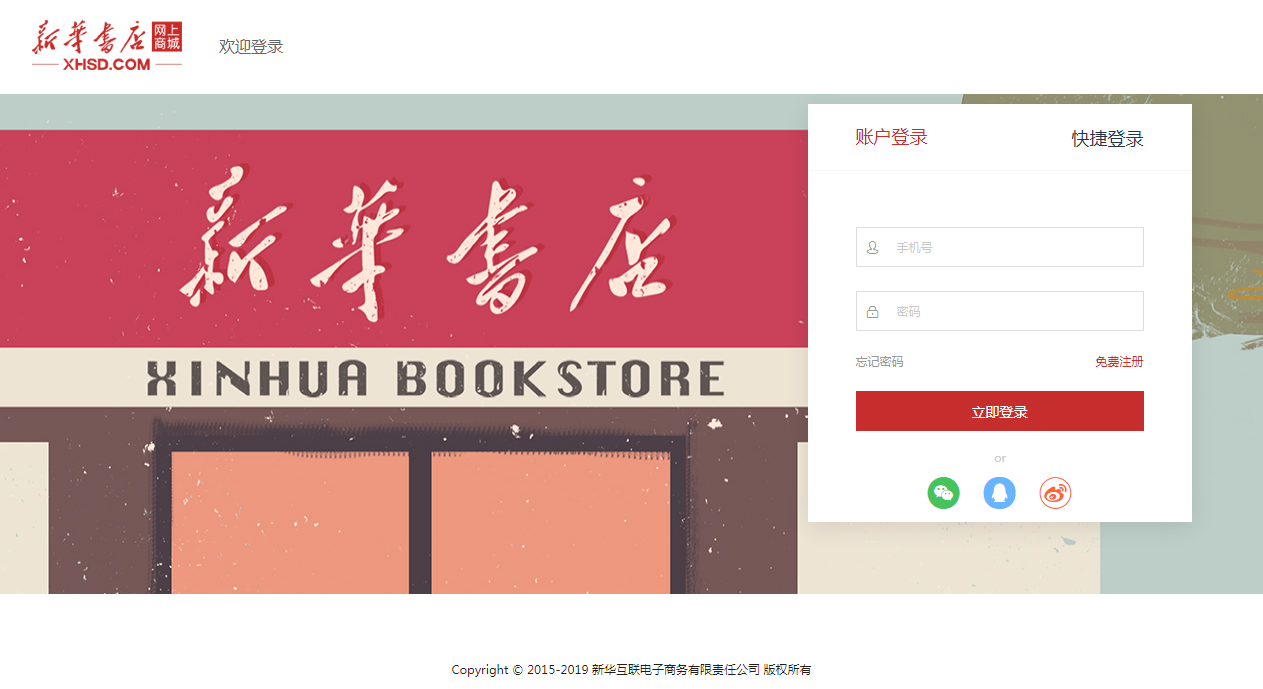 新華書店 网上商城
XHSD.COM
欢迎登录
新華書店
XINHUA BOOKSTORE
账户登录 快捷登录
手机号
密码
忘记密码 免费注册
立即登录
or
Copyright © 2015-2019 新华互联电子商务有限责任公司 版权所有